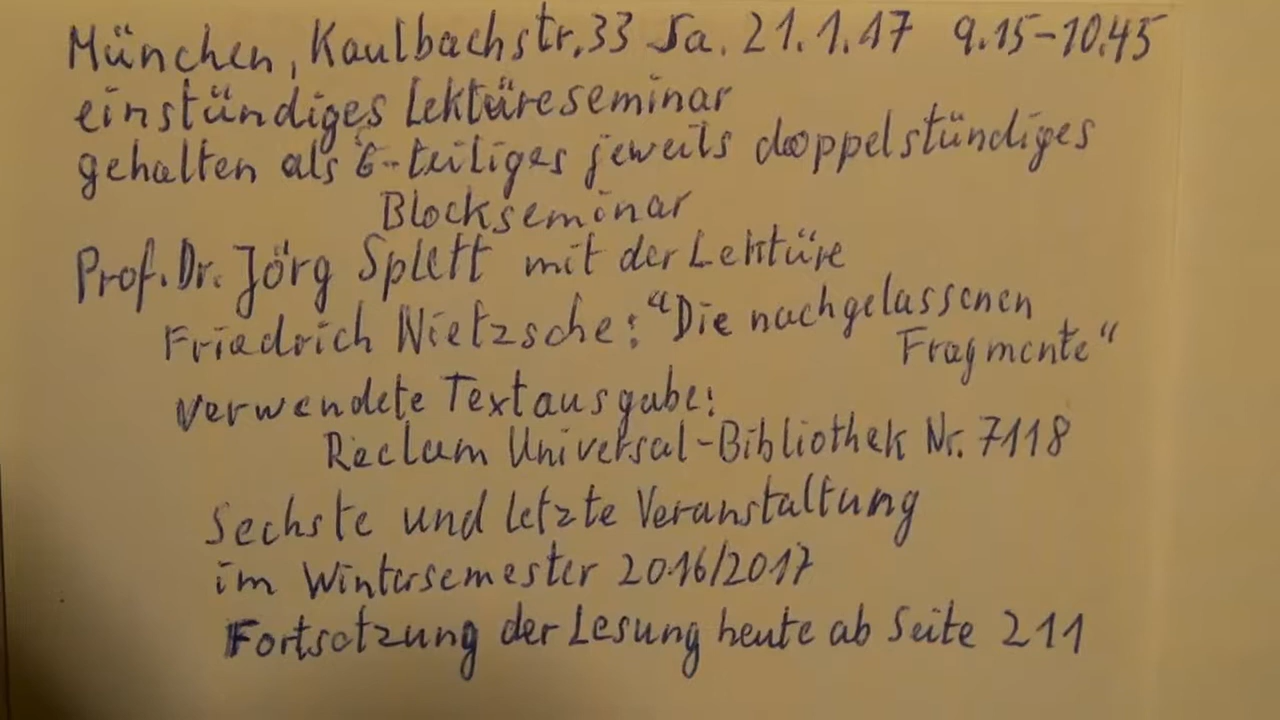 München, Kaulbachstr. 33 Sa. 21.1.17 9.15-10.45
einstündiges Lektüreseminar
gehalten als 6-teiliges jeweils doppelstündiges
Blockseminar
Prof. Dr. Jörg Splett mit der Lektüre
Friedrich Nietzsche: "Die nachgelassenen
Fragmente"
verwendete Textausgabe:
Reclam Universal-Bibliothek Nr. 7118
Sechste und letzte Veranstaltung
im Wintersemester 2016/2017
Fortsetzung der Lesung heute ab Seite 211